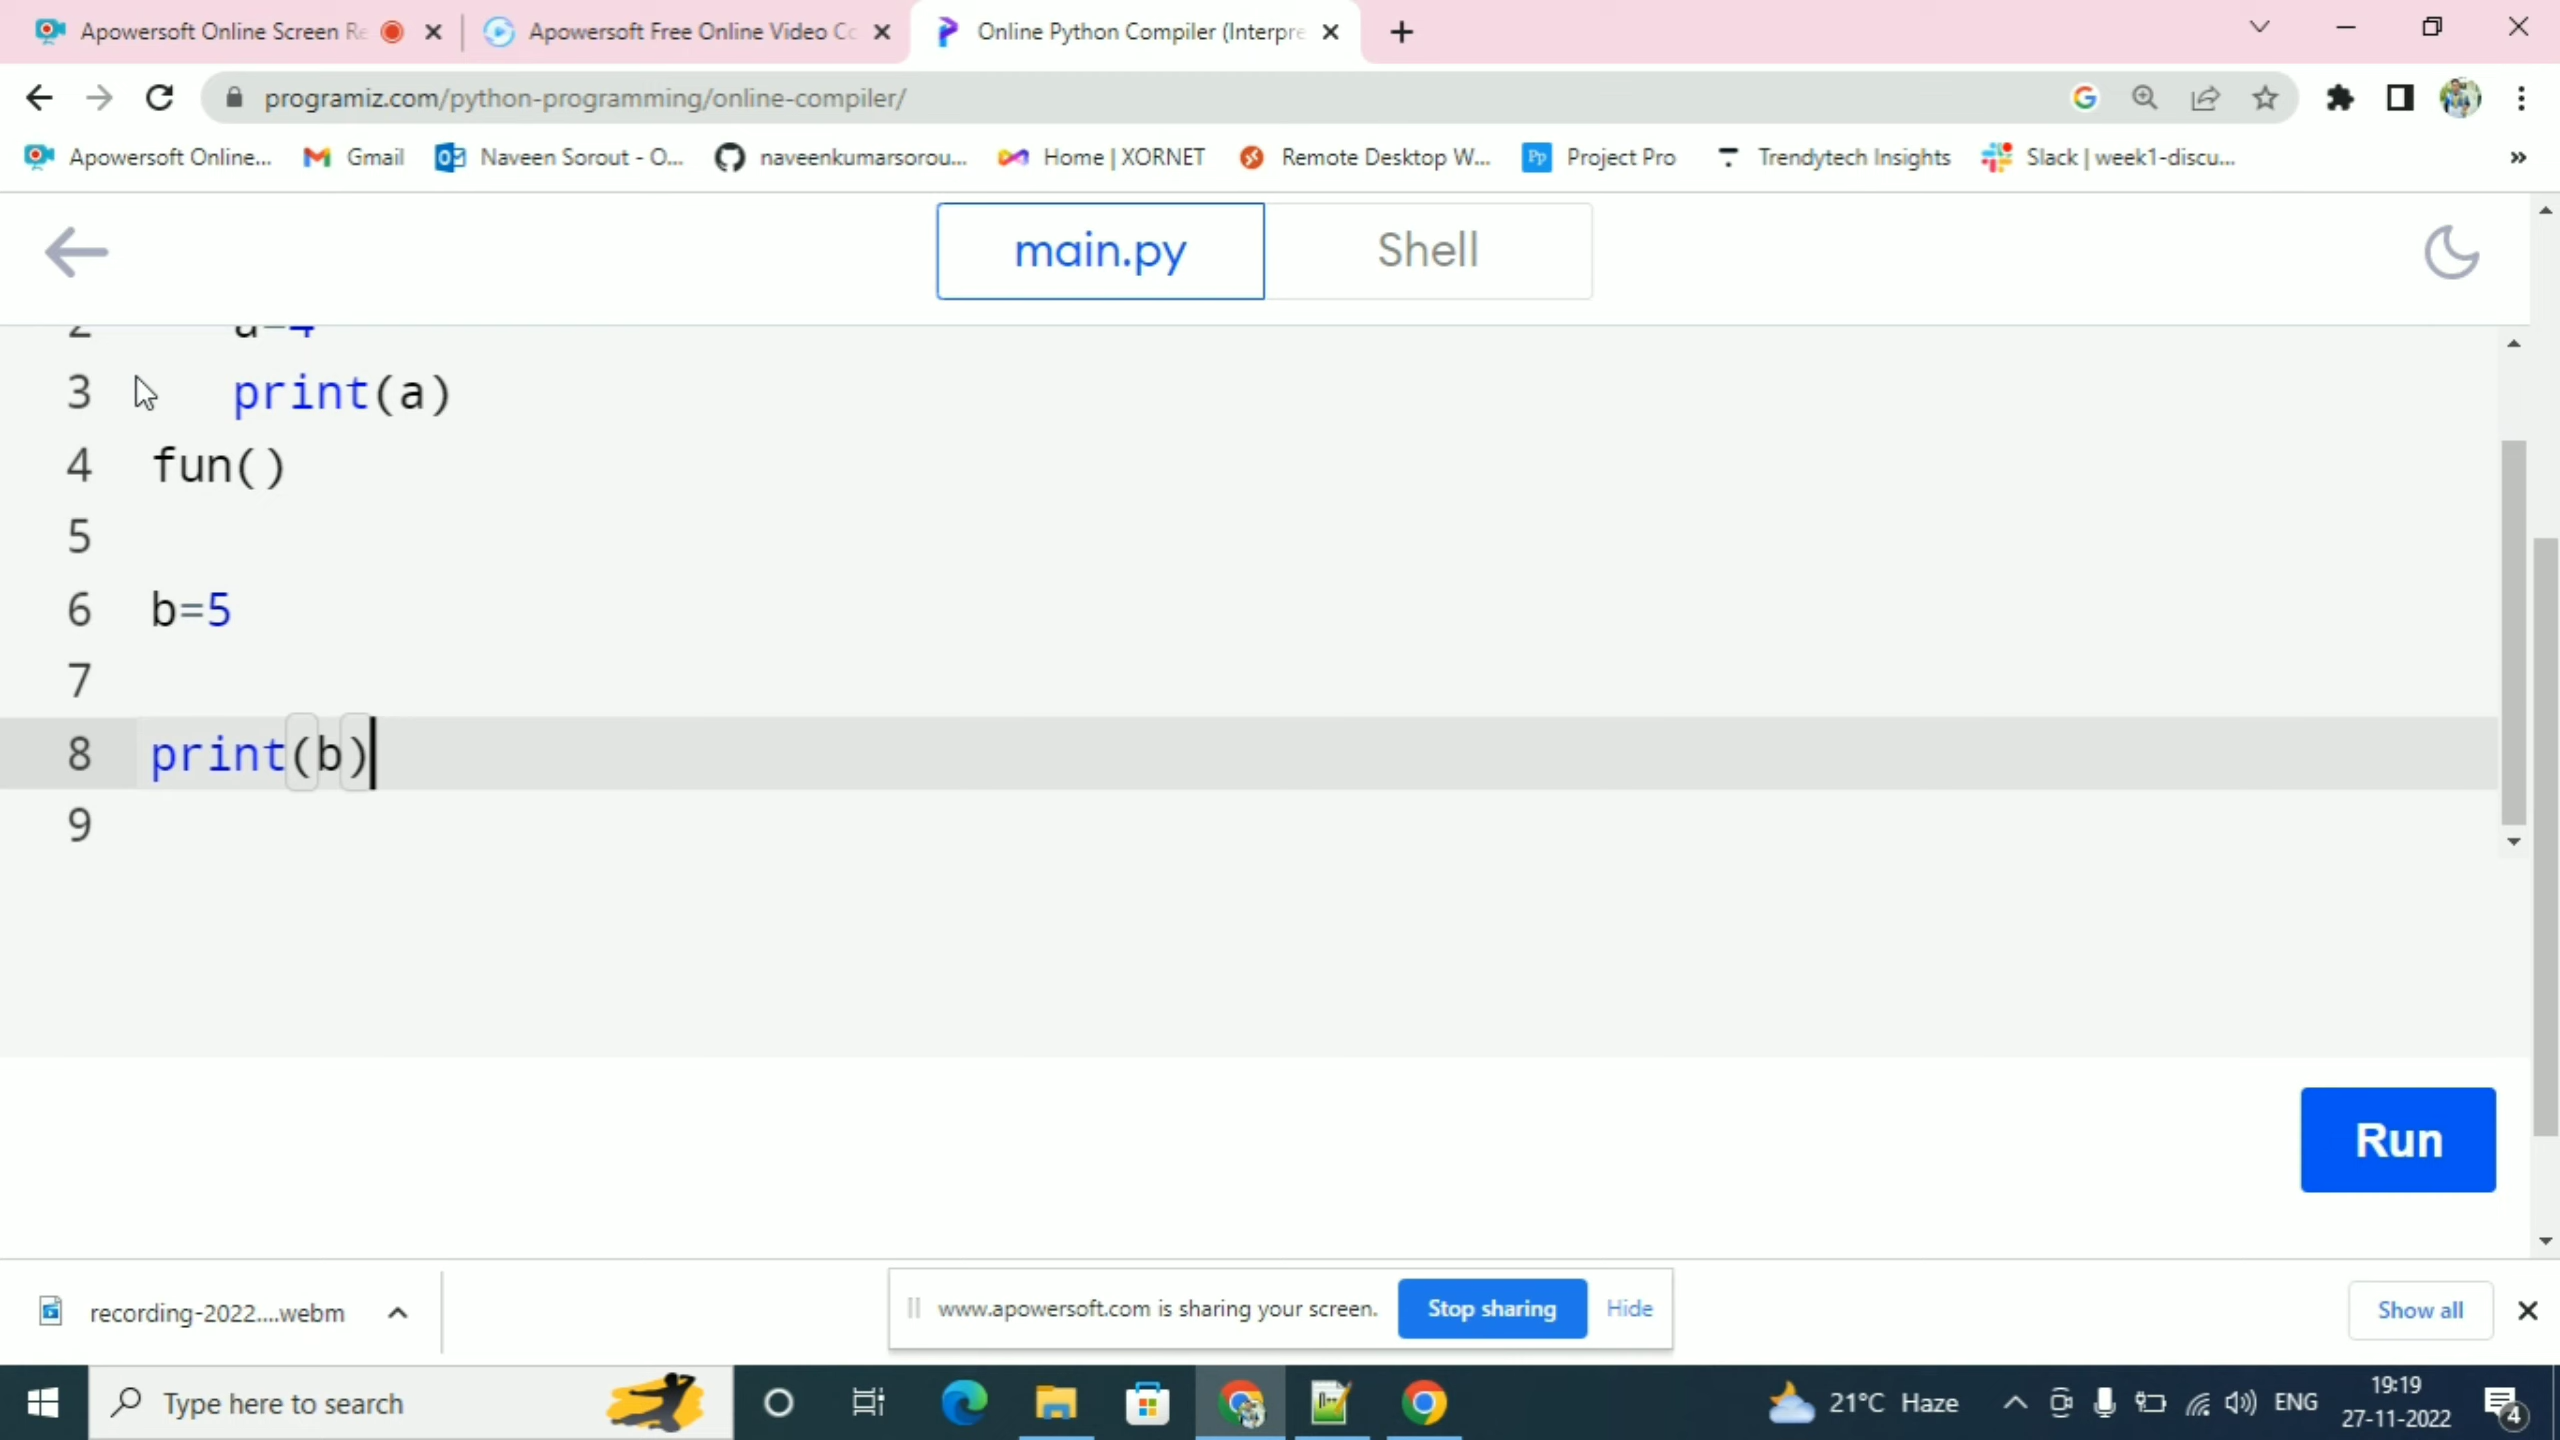 Apowersoft Online Screen Re
Apowersoft Free Online Video Co
Online Python Compiler (Interpre
programiz.com/python-programming/online-compiler/
Apowersoft Online...
Gmail
Naveen Sorout - O...
naveenkumarsorou...
Home | XORNET
Remote Desktop W...
Project Pro
Trendytech Insights
Slack | week1-discu...
main.py
Shell
2 a=4
3 print(a)
4 fun()
5
6 b=5
7
8 print(b)
9
Run
recording-2022....webm
www.apowersoft.com is sharing your screen.
Stop sharing
Hide
Show all
Type here to search
21°C Haze
ENG
19:19
27-11-2022
4